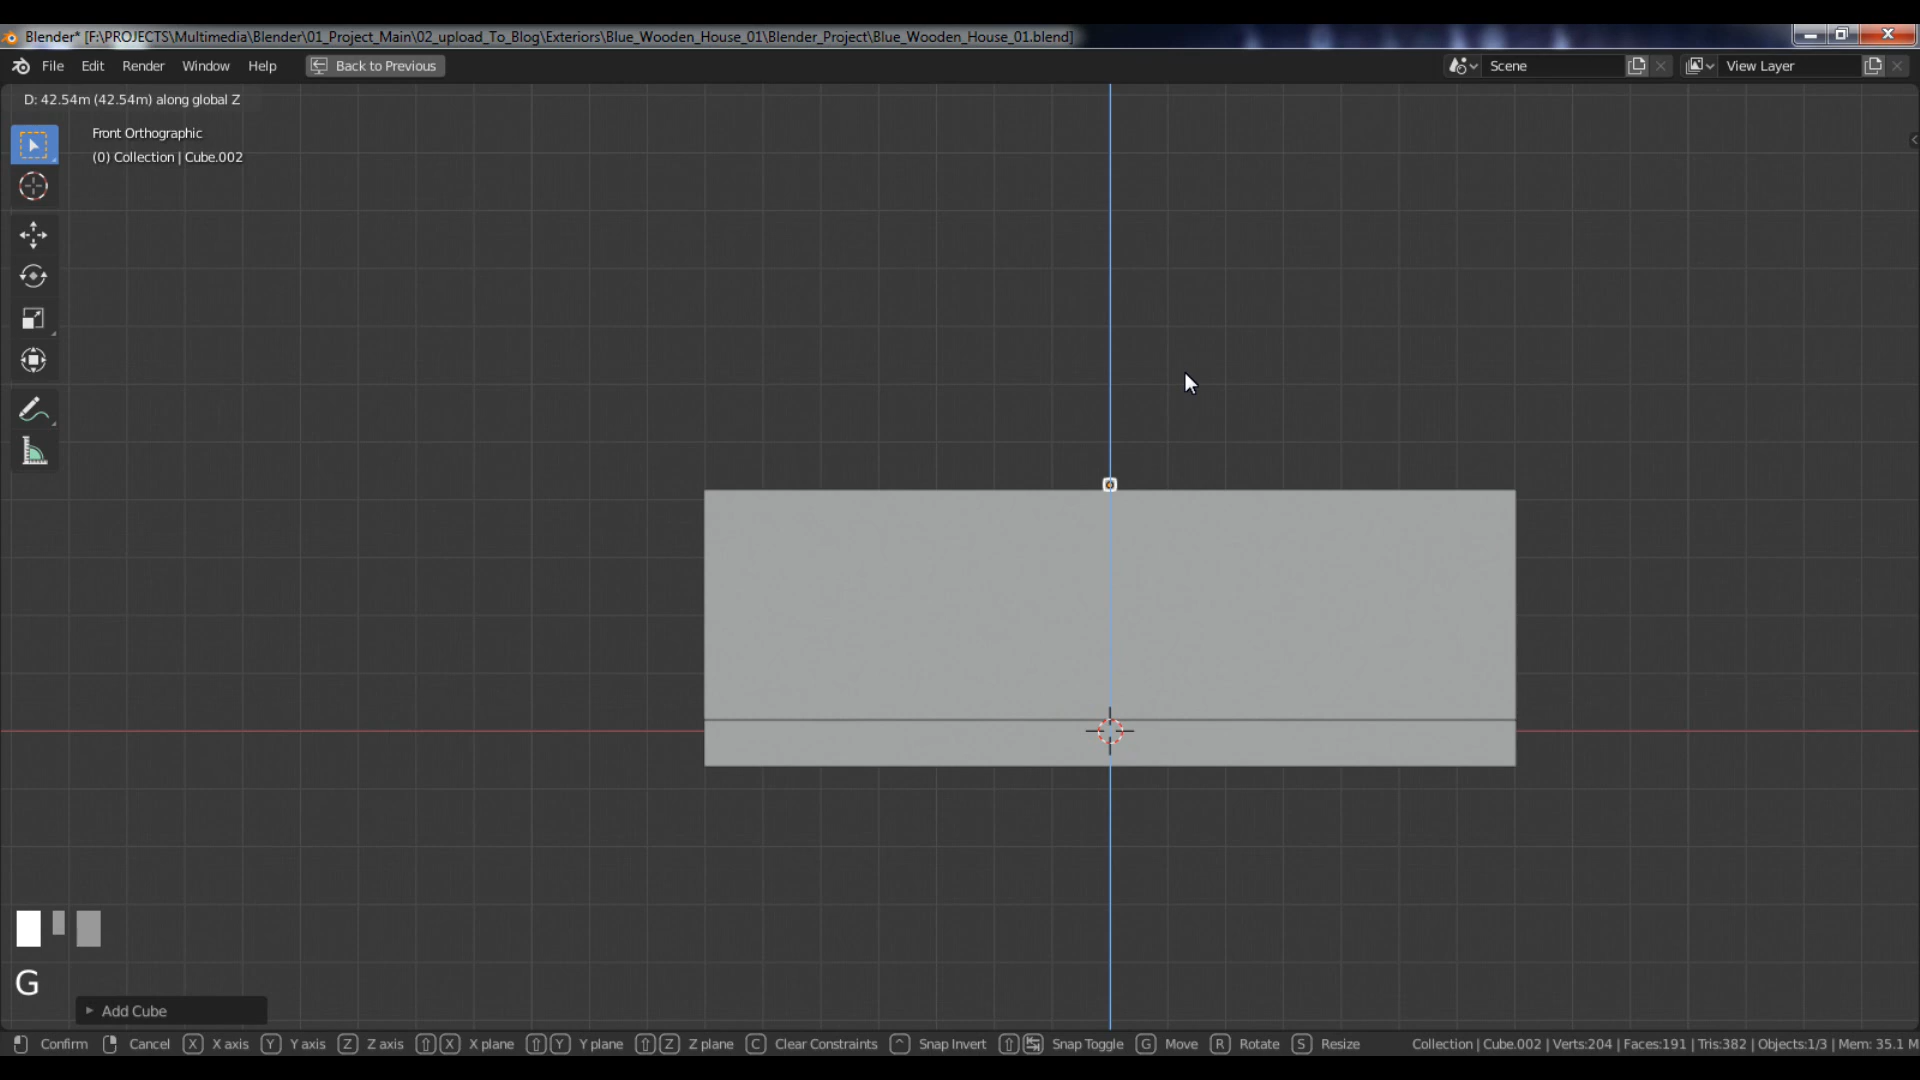 Blender* [F:\PROJECTS\Multimedia\Blender\01_Project_Main\02_upload_To_Blog\Exteriors\Blue_Wooden_House_01\Blender_Project\Blue_Wooden_House_01.blend]
File Edit Render Window Help Back to Previous Scene View Layer
D: 42.54m (42.54m) along global Z
Front Orthographic
(0) Collection | Cube.002
G
Add Cube
Confirm Cancel X X axis Y Y axis Z Z axis X X plane Y Y plane Z Z plane C Clear Constraints ^ Snap Invert Snap Toggle G Move R Rotate S Resize Collection | Cube.002 | Verts:204 | Faces:191 | Tris:382 | Objects:1/3 | Mem: 35.1 M